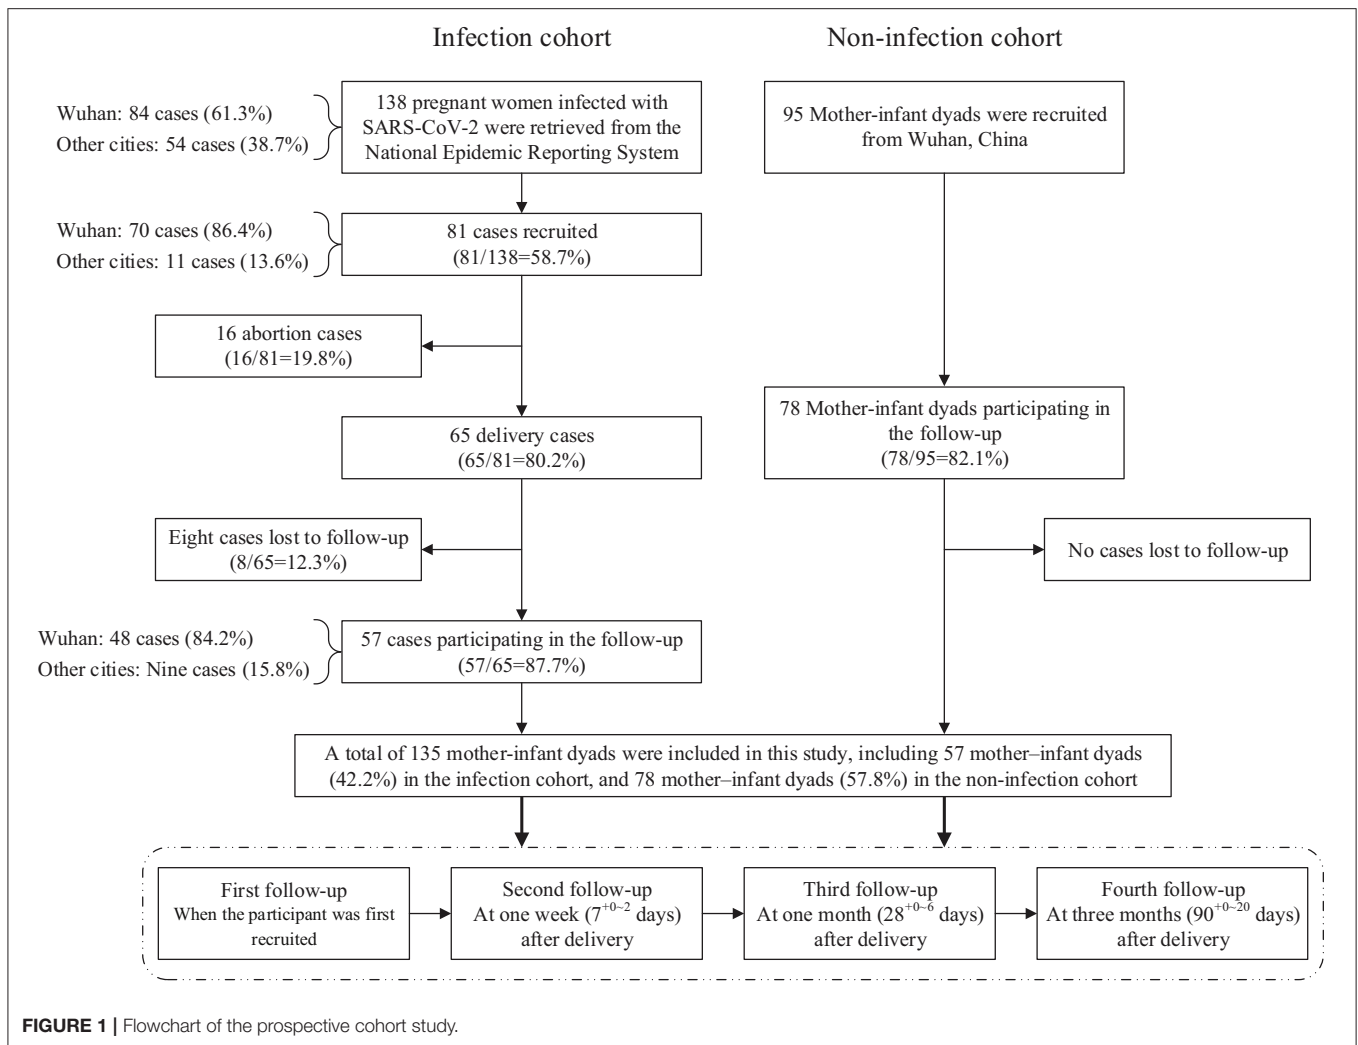 Infection cohort
Non-infection cohort
Wuhan: 84 cases (61.3%)
Other cities: 54 cases (38.7%)
138 pregnant women infected with
SARS-CoV-2 were retrieved from the
National Epidemic Reporting System
95 Mother-infant dyads were recruited
from Wuhan, China
Wuhan: 70 cases (86.4%)
Other cities: 11 cases (13.6%)
81 cases recruited
(81/138=58.7%)
16 abortion cases
(16/81=19.8%)
65 delivery cases
(65/81=80.2%)
78 Mother-infant dyads participating in
the follow-up
(78/95=82.1%)
Eight cases lost to follow-up
(8/65=12.3%)
No cases lost to follow-up
Wuhan: 48 cases (84.2%)
Other cities: Nine cases (15.8%)
57 cases participating in the follow-up
(57/65=87.7%)
A total of 135 mother-infant dyads were included in this study, including 57 mother–infant dyads
(42.2%) in the infection cohort, and 78 mother–infant dyads (57.8%) in the non-infection cohort
First follow-up
When the participant was first
recruited
Second follow-up
At one week (7⁺⁰~² days)
after delivery
Third follow-up
At one month (28⁺⁰~⁶ days)
after delivery
Fourth follow-up
At three months (90⁺⁰~²⁰ days)
after delivery
FIGURE 1 | Flowchart of the prospective cohort study.